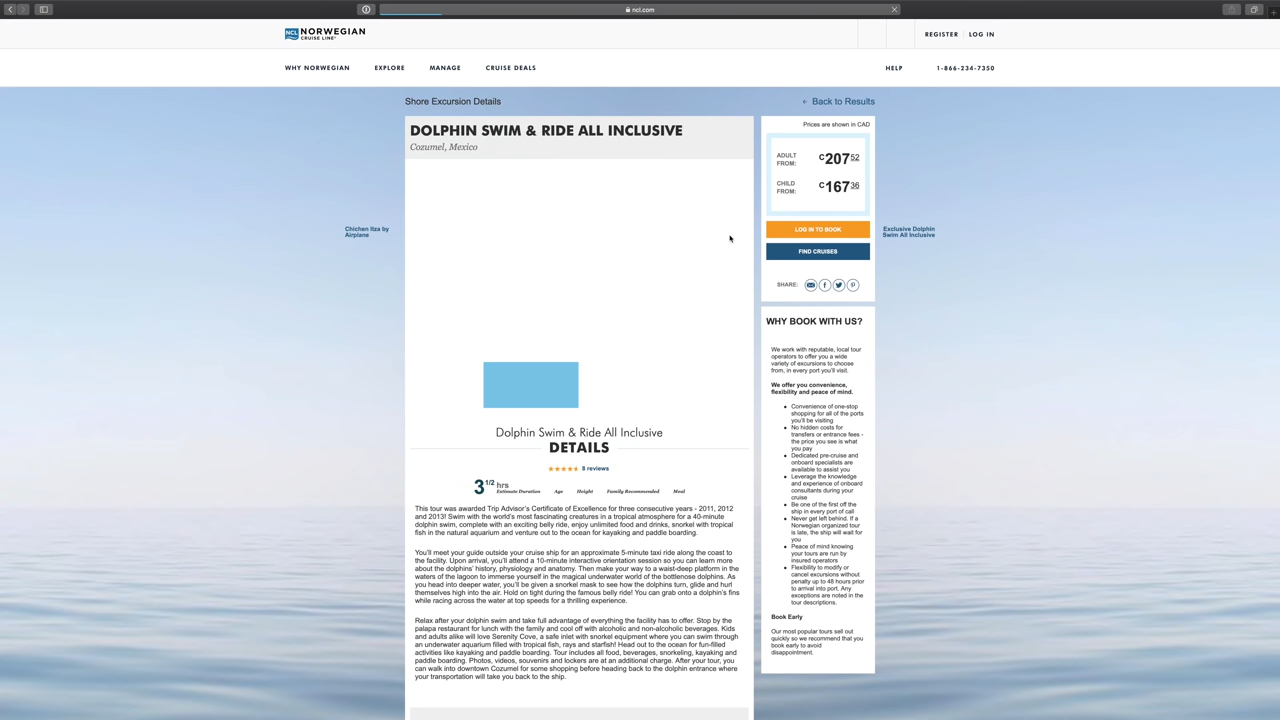 ncl.com
NCL NORWEGIAN
CRUISE LINE®
REGISTER LOG IN
WHY NORWEGIAN EXPLORE MANAGE CRUISE DEALS HELP 1-866-234-7350
Shore Excursion Details
← Back to Results
DOLPHIN SWIM & RIDE ALL INCLUSIVE
Cozumel, Mexico
Chichen Itza by
Airplane
Dolphin Swim & Ride All Inclusive
DETAILS
8 reviews
3 1/2 hrs
Estimate Duration Age Height Family Recommended Meal
This tour was awarded Trip Advisor's Certificate of Excellence for three consecutive years - 2011, 2012
and 2013! Swim with the world's most fascinating creatures in a tropical atmosphere for a 40-minute
dolphin swim, complete with an exciting belly ride, enjoy unlimited food and drinks, snorkel with tropical
fish in the natural aquarium and venture out to the ocean for kayaking and paddle boarding.
You'll meet your guide outside your cruise ship for an approximate 5-minute taxi ride along the coast to
the facility. Upon arrival, you'll attend a 10-minute interactive orientation session so you can learn more
about the dolphins' history, physiology and anatomy. Then make your way to a waist-deep platform in the
waters of the lagoon to immerse yourself in the magical underwater world of the bottlenose dolphins. As
you head into deeper water, you'll be given a snorkel mask to see how the dolphins turn, glide and hurl
themselves high into the air. Hold on tight during the famous belly ride! You can grab onto a dolphin's fins
while racing across the water at top speeds for a thrilling experience.
Relax after your dolphin swim and take full advantage of everything the facility has to offer. Stop by the
palapa restaurant for lunch with the family and cool off with alcoholic and non-alcoholic beverages. Kids
and adults alike will love Serenity Cove, a safe inlet with snorkel equipment where you can swim through
an underwater aquarium filled with tropical fish, rays and starfish! Head out to the ocean for fun-filled
activities like kayaking and paddle boarding. Tour includes all food, beverages, snorkeling, kayaking and
paddle boarding. Photos, videos, souvenirs and lockers are at an additional charge. After your tour, you
can walk into downtown Cozumel for some shopping before heading back to the dolphin entrance where
your transportation will take you back to the ship.
Prices are shown in CAD
ADULT
FROM: C207 52
CHILD
FROM: C167 36
LOG IN TO BOOK
FIND CRUISES
SHARE:
Exclusive Dolphin
Swim All Inclusive
WHY BOOK WITH US?
We work with reputable, local tour
operators to offer you a wide
variety of excursions to choose
from, in every port you'll visit.
We offer you convenience,
flexibility and peace of mind.
• Convenience of one-stop
shopping for all of the ports
you'll be visiting
• No hidden costs for
transfers or entrance fees -
the price you see is what
you pay
• Dedicated pre-cruise and
onboard specialists are
available to assist you
• Leverage the knowledge
and experience of onboard
consultants during your
cruise
• Be one of the first off the
ship in every port of call
• Never get left behind. If a
Norwegian organized tour
is late, the ship will wait for
you
• Peace of mind knowing
your tours are run by
insured operators
• Flexibility to modify or
cancel excursions without
penalty up to 48 hours prior
to arrival into port. Any
exceptions are noted in the
tour descriptions.
Book Early
Our most popular tours sell out
quickly so we recommend that you
book early to avoid
disappointment.